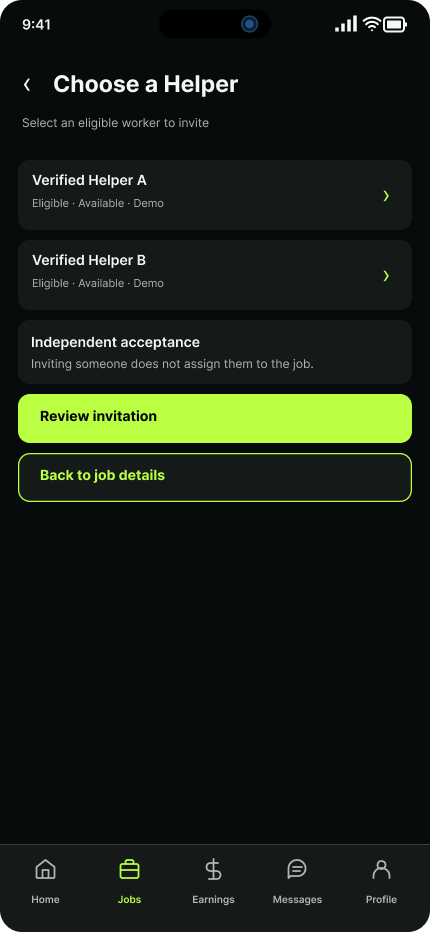 9:41
Choose a Helper
Select an eligible worker to invite
Verified Helper A
Eligible · Available · Demo
Verified Helper B
Eligible · Available · Demo
Independent acceptance
Inviting someone does not assign them to the job.
Review invitation
Back to job details
Home Jobs Earnings Messages Profile